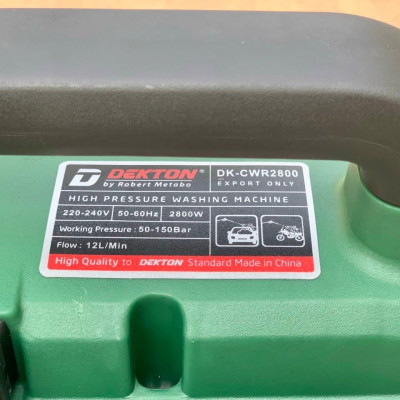 D DEKTON DK-CWR2800
by Robert Metabo EXPORT ONLY
HIGH PRESSURE WASHING MACHINE
220-240V 50-60Hz 2800W
Working Pressure : 50-150Bar
Flow : 12L/Min
High Quality to DEKTON Standard Made in China